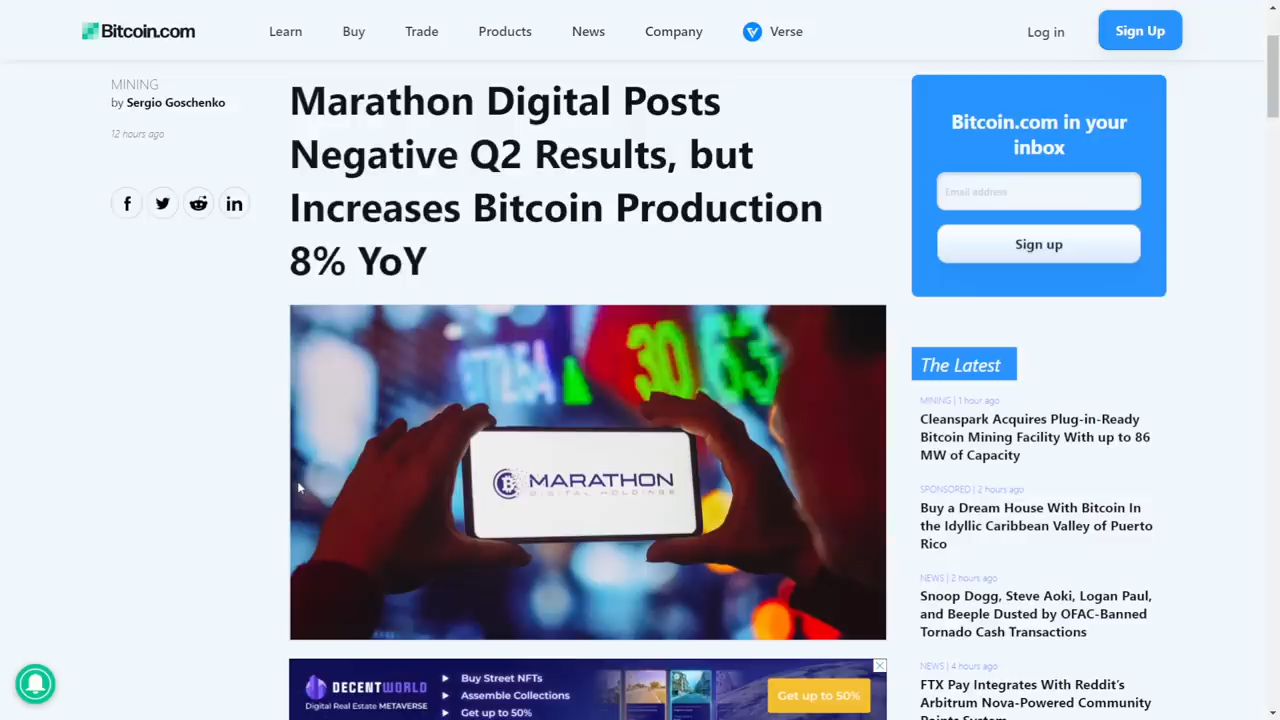 Bitcoin.com
Learn
Buy
Trade
Products
News
Company
Verse
Log in
Sign Up
MINING
by Sergio Goschenko
12 hours ago
Marathon Digital Posts
Negative Q2 Results, but
Increases Bitcoin Production
8% YoY
MARATHON
DIGITAL HOLDINGS
30
DECENTWORLD
Digital Real Estate METAVERSE
Buy Street NFTs
Assemble Collections
Get up to 50%
Get up to 50%
Bitcoin.com in your
inbox
Email address
Sign up
The Latest
MINING | 1 hour ago
Cleanspark Acquires Plug-in-Ready
Bitcoin Mining Facility With up to 86
MW of Capacity
SPONSORED | 2 hours ago
Buy a Dream House With Bitcoin In
the Idyllic Caribbean Valley of Puerto
Rico
NEWS | 2 hours ago
Snoop Dogg, Steve Aoki, Logan Paul,
and Beeple Dusted by OFAC-Banned
Tornado Cash Transactions
NEWS | 4 hours ago
FTX Pay Integrates With Reddit's
Arbitrum Nova-Powered Community
Points System